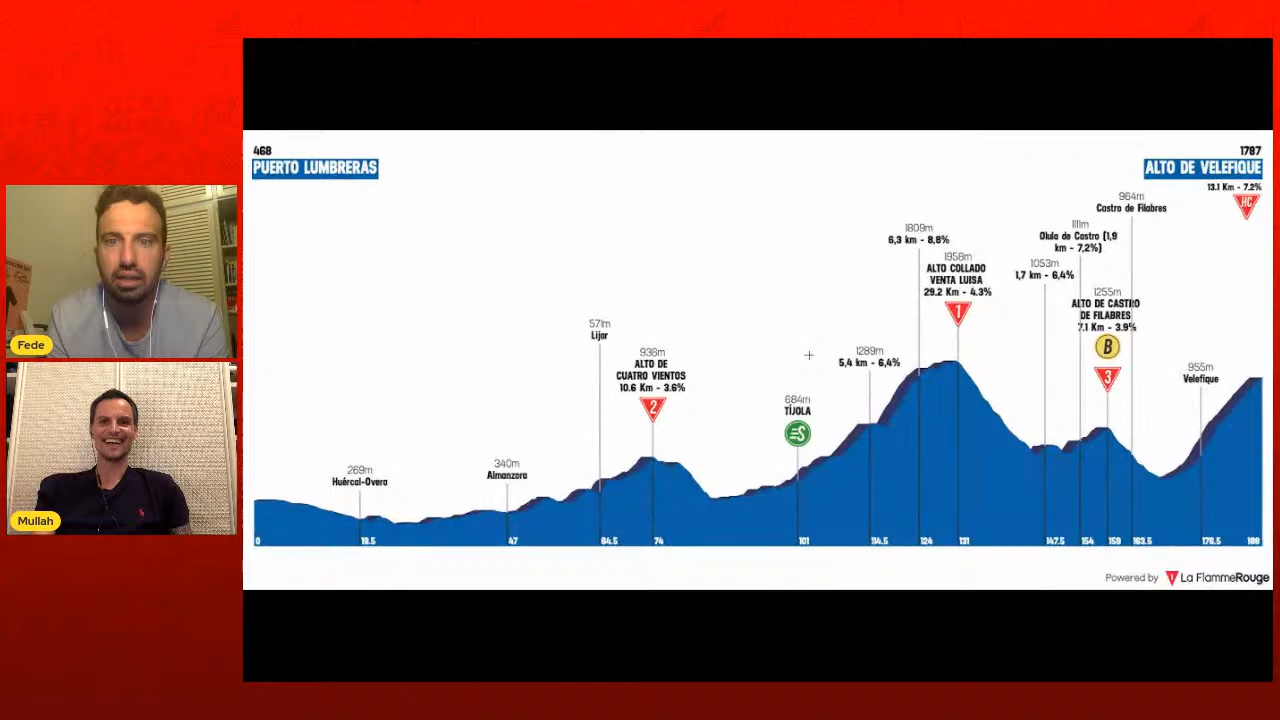 468
PUERTO LUMBRERAS
1787
ALTO DE VELEFIQUE
13.1 Km - 7.2%
HC
964m
Castro de Filabres
1809m
6,3 km - 8,8%
1111m
Olula de Castro (1,9
km - 7,2%)
1958m
ALTO COLLADO
VENTA LUISA
29.2 Km - 4.3%
1
1053m
1,7 km - 6,4%
1255m
ALTO DE CASTRO
DE FILABRES
7.1 Km - 3.9%
B
3
571m
Líjar
936m
ALTO DE
CUATRO VIENTOS
10.6 Km - 3.6%
2
1289m
5,4 km - 6,4%
955m
Velefique
684m
TÍJOLA
S
269m
Huércal-Overa
340m
Almanzora
0 19.5 47 64.5 74 101 114.5 124 131 147.5 154 159 163.5 176.5 188
Powered by La FlammeRouge
Fede
Mullah